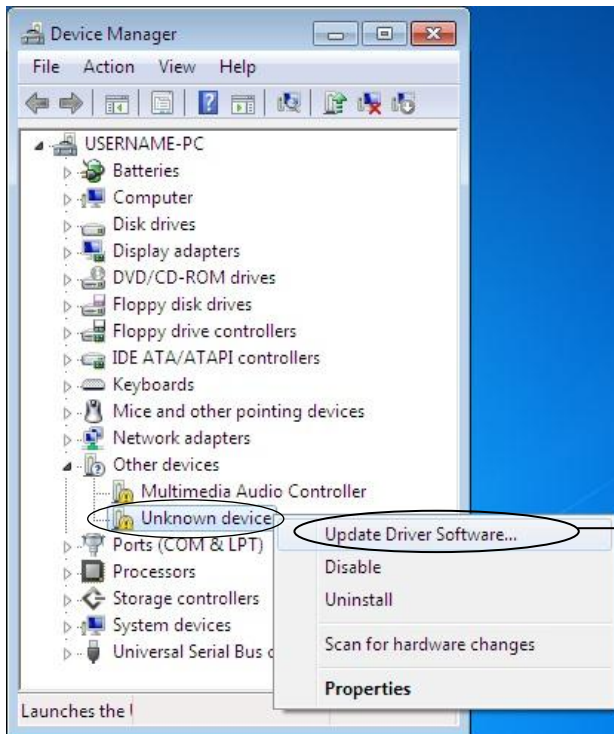 Device Manager
File Action View Help
USERNAME-PC
Batteries
Computer
Disk drives
Display adapters
DVD/CD-ROM drives
Floppy disk drives
Floppy drive controllers
IDE ATA/ATAPI controllers
Keyboards
Mice and other pointing devices
Network adapters
Other devices
Multimedia Audio Controller
Unknown device
Ports (COM & LPT)
Processors
Storage controllers
System devices
Universal Serial Bus
Update Driver Software...
Disable
Uninstall
Scan for hardware changes
Properties
Launches the